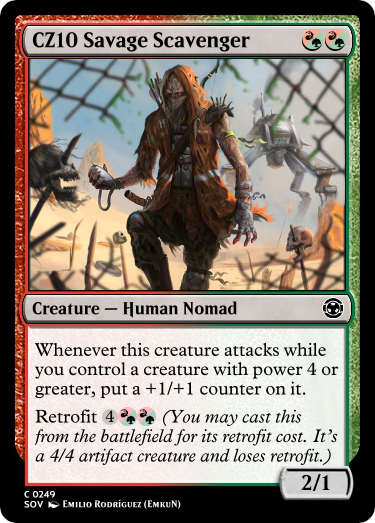 CZ10 Savage Scavenger
Creature — Human Nomad
Whenever this creature attacks while
you control a creature with power 4 or
greater, put a +1/+1 counter on it.
Retrofit 4 (You may cast this
from the battlefield for its retrofit cost. It's
a 4/4 artifact creature and loses retrofit.)
2/1
C 0249
SOV Emilio Rodríguez (Emkun)